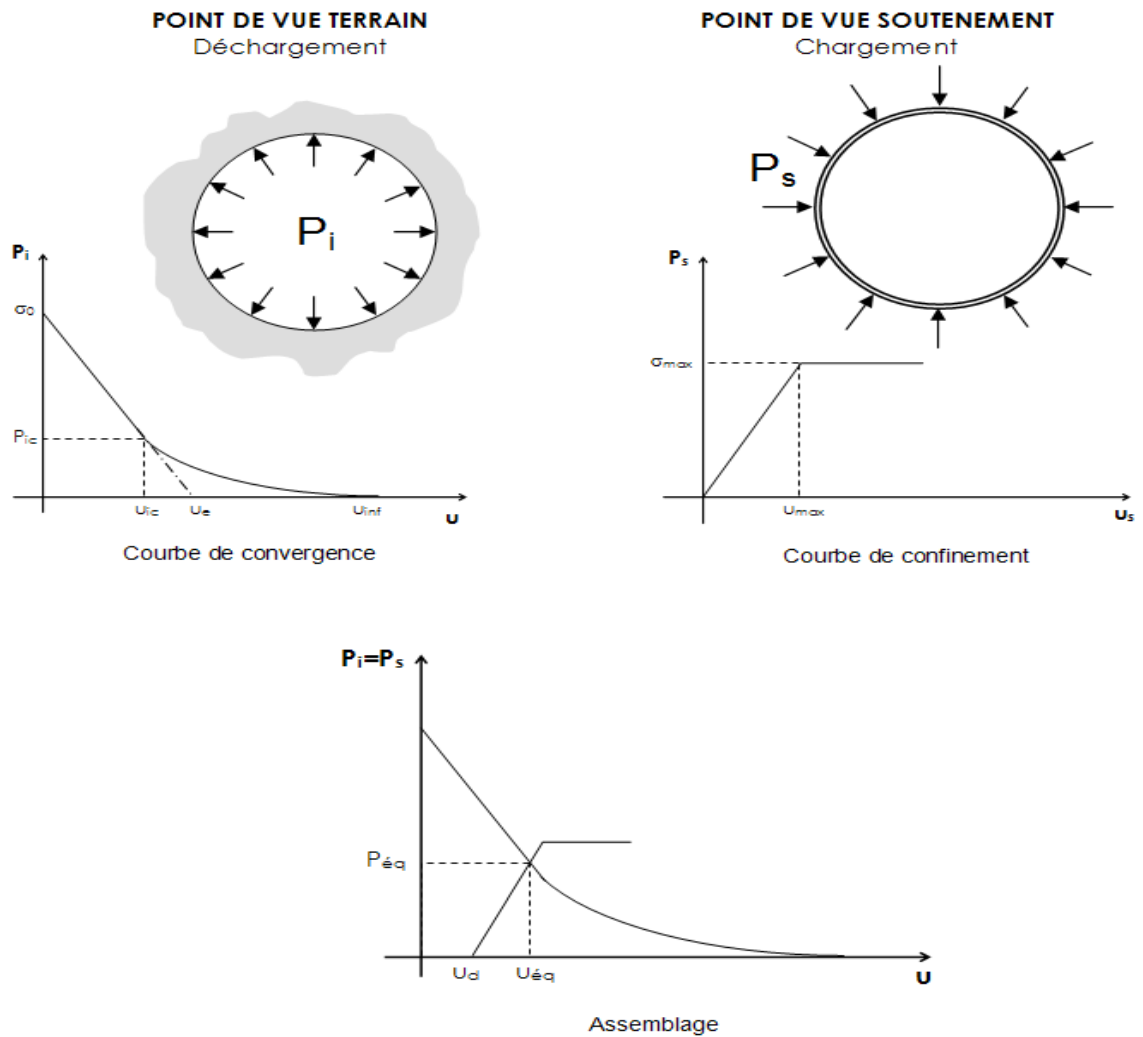 POINT DE VUE TERRAIN
Déchargement
POINT DE VUE SOUTENEMENT
Chargement
Pi
Ps
Pi
σ0
Pic
uic
ue
uinf
u
Courbe de convergence
Ps
σmax
umax
us
Courbe de confinement
Pi=Ps
Péq
Ud
Uéq
U
Assemblage